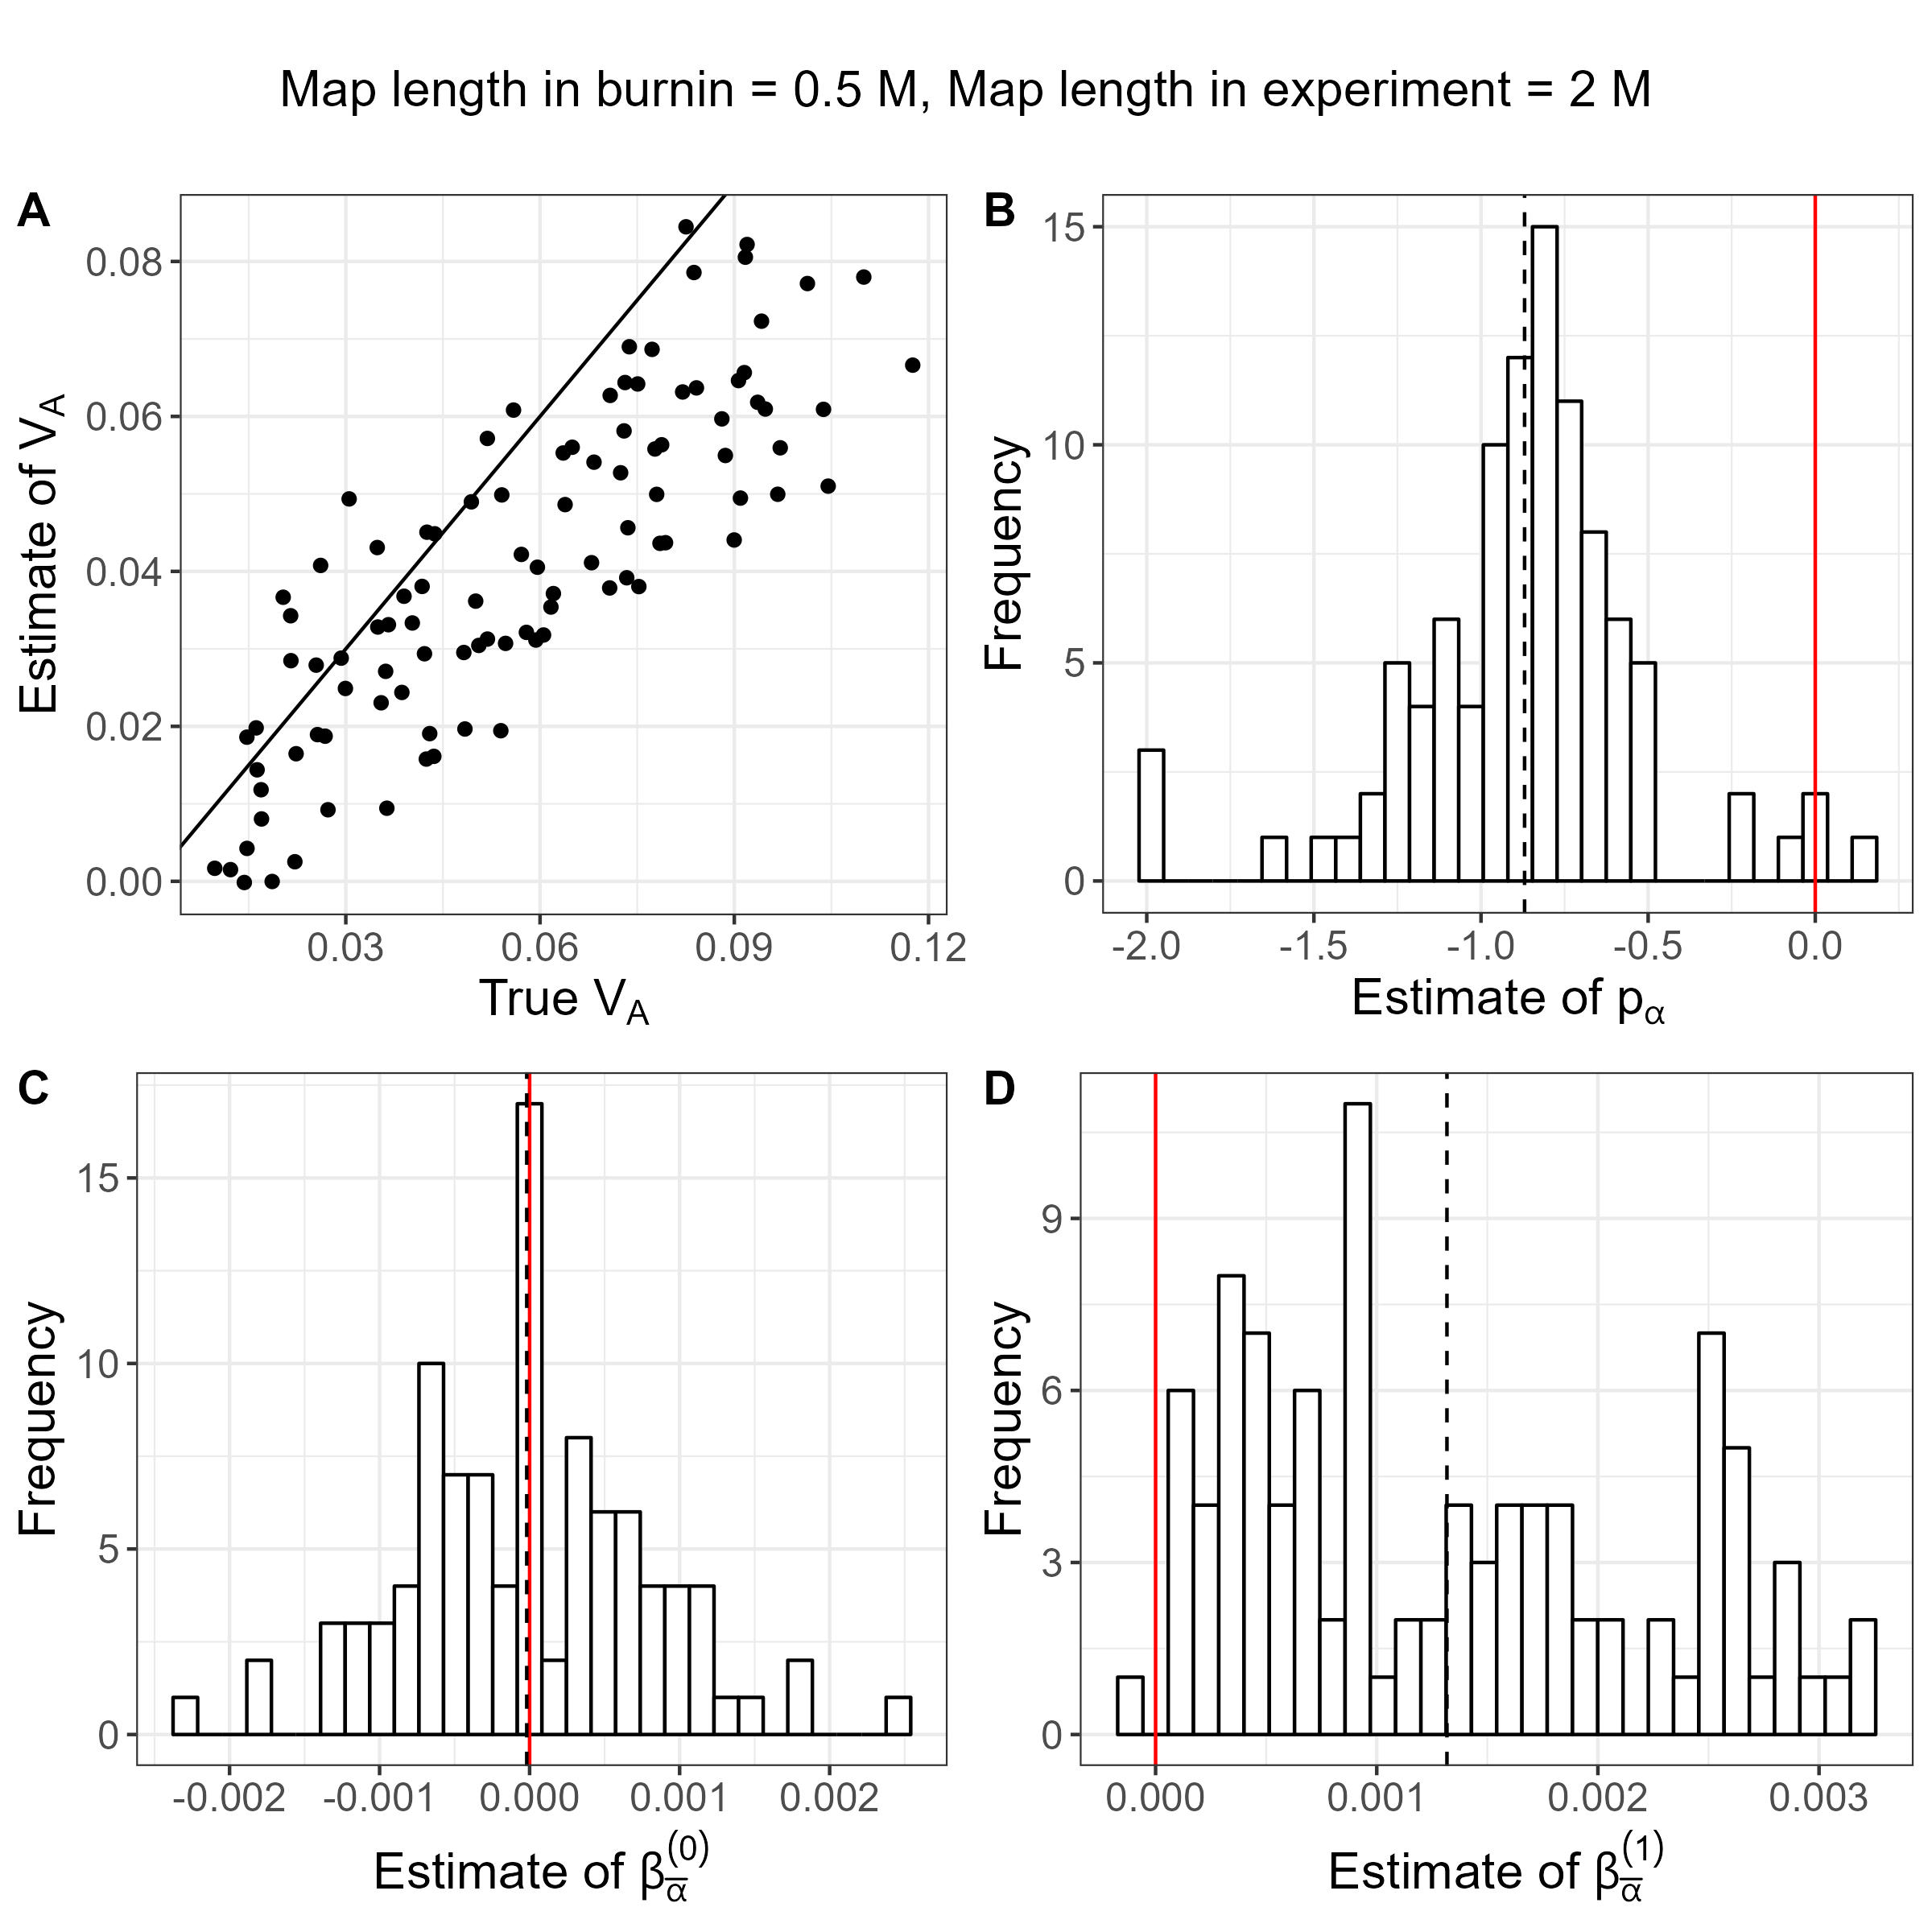 Map length in burnin = 0.5 M, Map length in experiment = 2 M
A
Estimate of V_A
0.08
0.06
0.04
0.02
0.00
0.03 0.06 0.09 0.12
True V_A
B
Frequency
15
10
5
0
-2.0 -1.5 -1.0 -0.5 0.0
Estimate of p_α
C
Frequency
15
10
5
0
-0.002 -0.001 0.000 0.001 0.002
Estimate of β_α̅^(0)
D
Frequency
9
6
3
0
0.000 0.001 0.002 0.003
Estimate of β_α̅^(1)